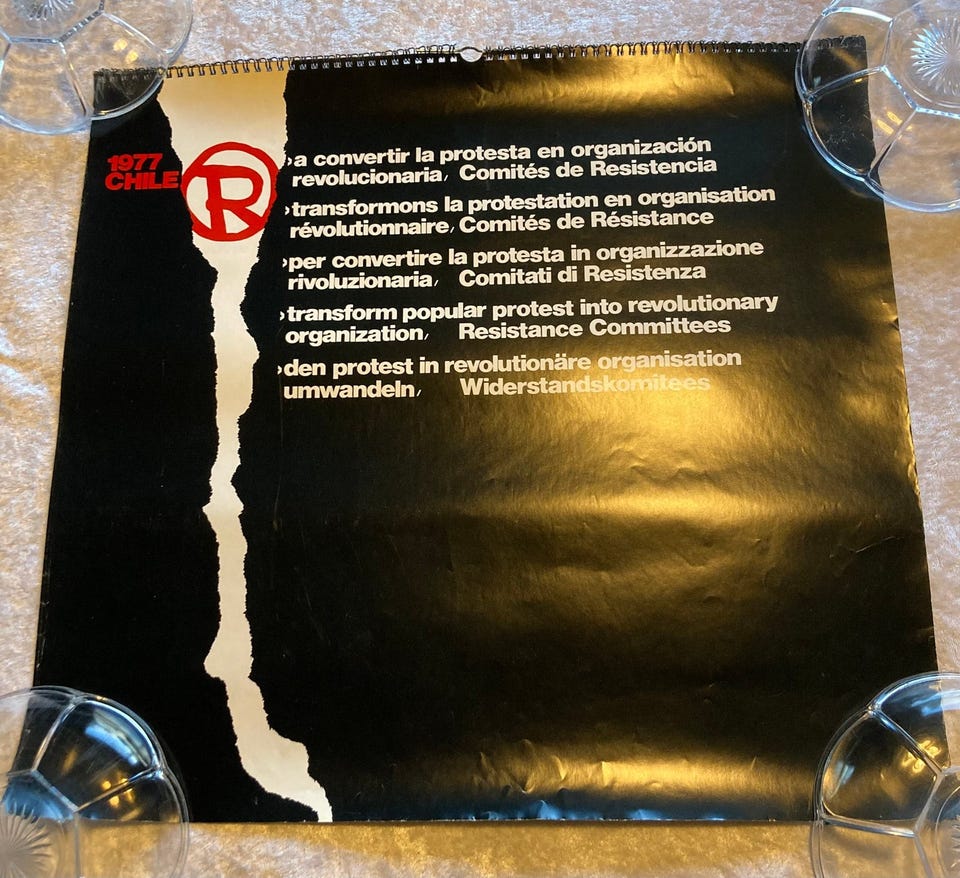 1977
CHILE
R
›a convertir la protesta en organización
revolucionaria, Comités de Resistencia
›transformons la protestation en organisation
révolutionnaire, Comités de Résistance
›per convertire la protesta in organizzazione
rivoluzionaria, Comitati di Resistenza
›transform popular protest into revolutionary
organization, Resistance Committees
›den protest in revolutionäre organisation
umwandeln, Widerstandskomitees